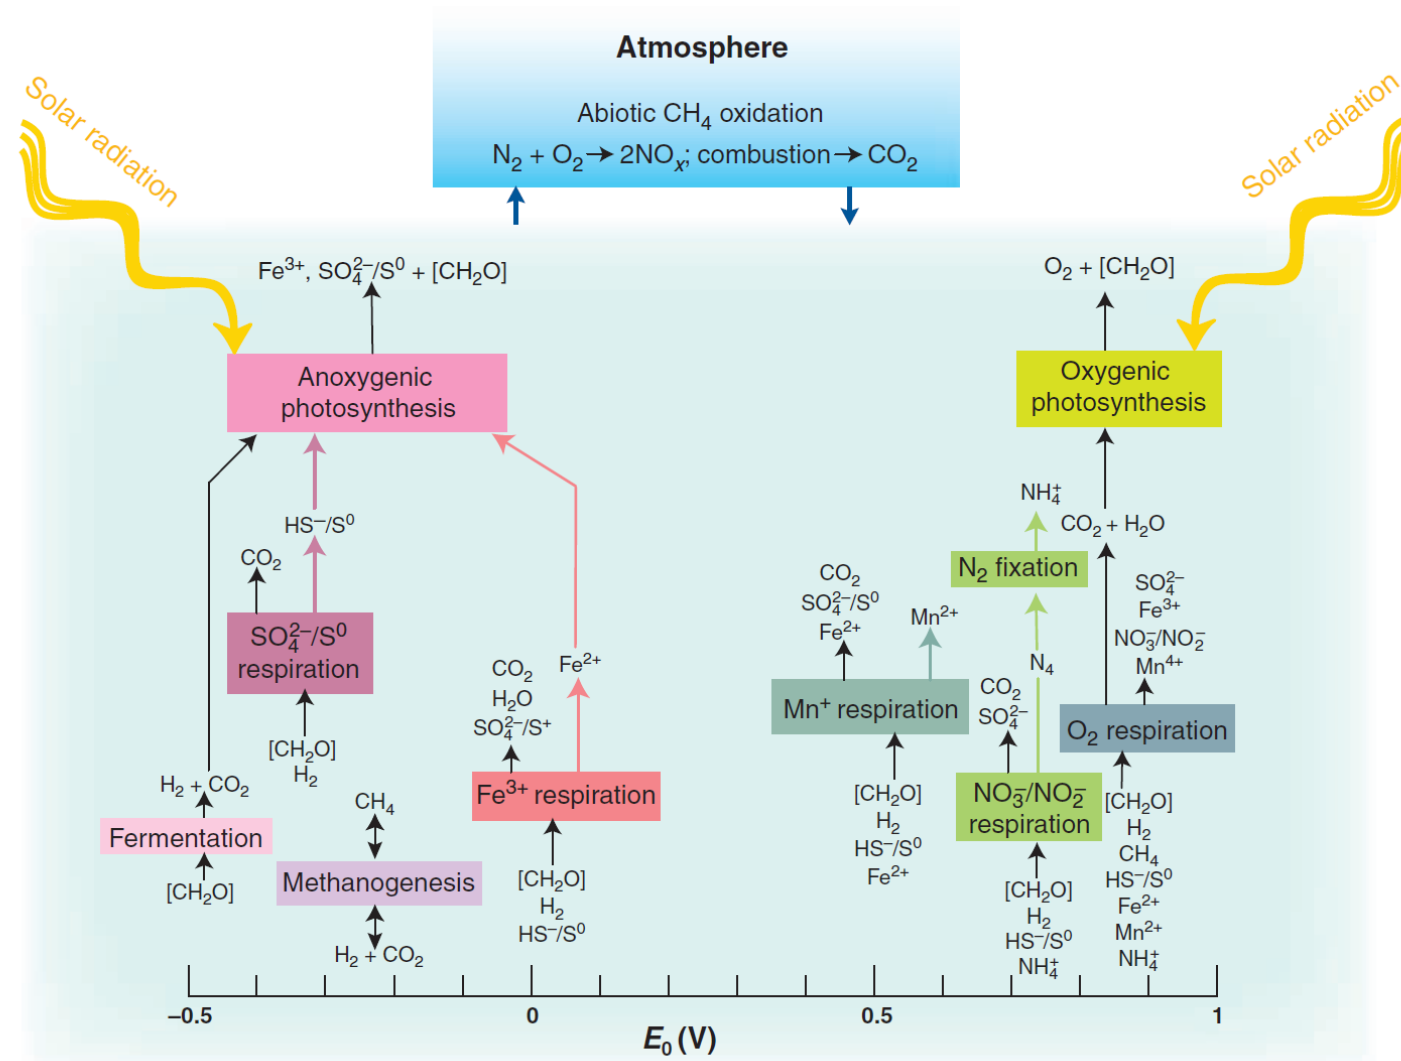 Atmosphere
Abiotic CH₄ oxidation
N₂ + O₂ → 2NOₓ; combustion → CO₂
Solar radiation
Solar radiation
Fe³⁺, SO₄²⁻/S⁰ + [CH₂O]
O₂ + [CH₂O]
Anoxygenic
photosynthesis
Oxygenic
photosynthesis
HS⁻/S⁰
CO₂
SO₄²⁻/S⁰
respiration
[CH₂O]
H₂
H₂ + CO₂
Fermentation
[CH₂O]
CH₄
Methanogenesis
H₂ + CO₂
Fe²⁺
CO₂
H₂O
SO₄²⁻/S⁺
Fe³⁺ respiration
[CH₂O]
H₂
HS⁻/S⁰
CO₂
SO₄²⁻/S⁰
Fe²⁺
Mn²⁺
Mn⁺ respiration
[CH₂O]
H₂
HS⁻/S⁰
Fe²⁺
NH₄⁺
N₂ fixation
N₄
CO₂
SO₄²⁻
NO₃⁻/NO₂⁻
respiration
[CH₂O]
H₂
HS⁻/S⁰
NH₄⁺
CO₂ + H₂O
SO₄²⁻
Fe³⁺
NO₃⁻/NO₂⁻
Mn⁴⁺
O₂ respiration
[CH₂O]
H₂
CH₄
HS⁻/S⁰
Fe²⁺
Mn²⁺
NH₄⁺
–0.5 0 0.5 1
E₀ (V)